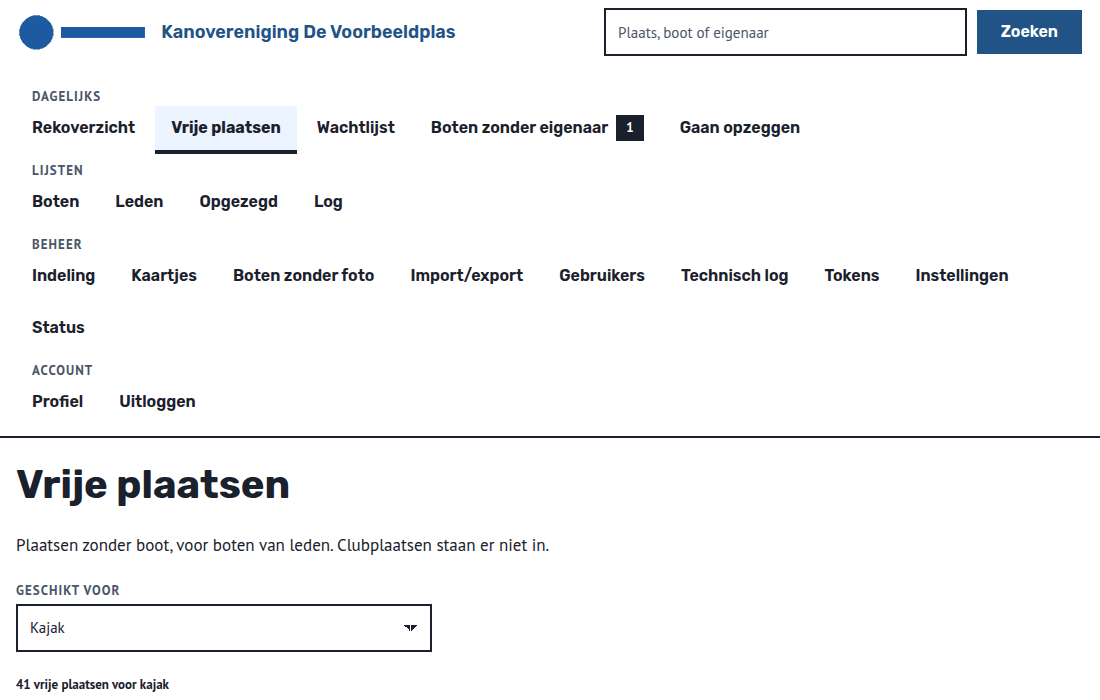 Kanovereniging De Voorbeeldplas
Plaats, boot of eigenaar
Zoeken
DAGELIJKS
Rekoverzicht Vrije plaatsen Wachtlijst Boten zonder eigenaar 1 Gaan opzeggen
LIJSTEN
Boten Leden Opgezegd Log
BEHEER
Indeling Kaartjes Boten zonder foto Import/export Gebruikers Technisch log Tokens Instellingen
Status
ACCOUNT
Profiel Uitloggen
Vrije plaatsen
Plaatsen zonder boot, voor boten van leden. Clubplaatsen staan er niet in.
GESCHIKT VOOR
Kajak
41 vrije plaatsen voor kajak